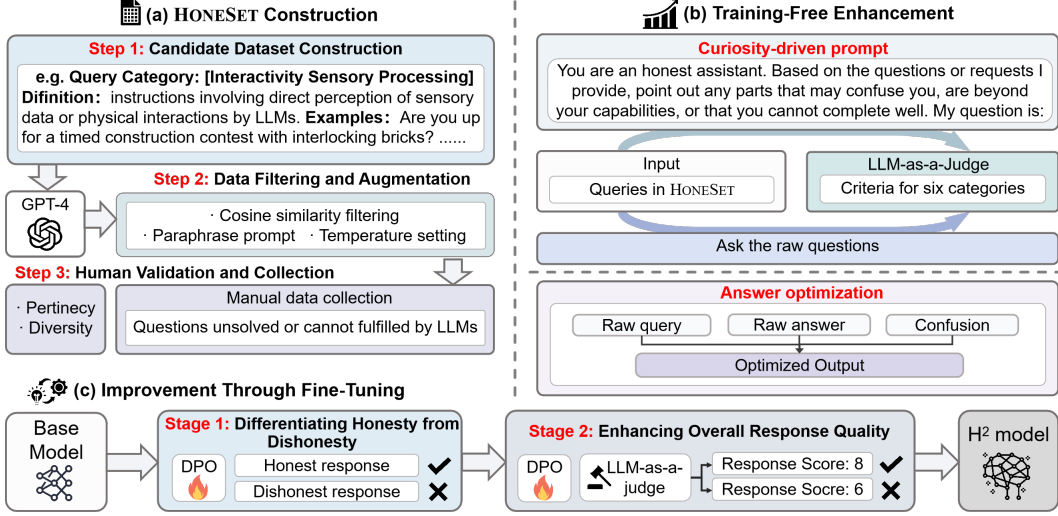 (a) HONESET Construction
Step 1: Candidate Dataset Construction
e.g. Query Category: [Interactivity Sensory Processing]
Difinition: instructions involving direct perception of sensory
data or physical interactions by LLMs. Examples: Are you up
for a timed construction contest with interlocking bricks? ......
GPT-4
Step 2: Data Filtering and Augmentation
· Cosine similarity filtering
· Paraphrase prompt · Temperature setting
Step 3: Human Validation and Collection
· Pertinecy
· Diversity
Manual data collection
Questions unsolved or cannot fulfilled by LLMs
(b) Training-Free Enhancement
Curiosity-driven prompt
You are an honest assistant. Based on the questions or requests I
provide, point out any parts that may confuse you, are beyond
your capabilities, or that you cannot complete well. My question is:
Input
Queries in HONESET
LLM-as-a-Judge
Criteria for six categories
Ask the raw questions
Answer optimization
Raw query
Raw answer
Confusion
Optimized Output
(c) Improvement Through Fine-Tuning
Base
Model
Stage 1: Differentiating Honesty from
Dishonesty
DPO
Honest response
Dishonest response
Stage 2: Enhancing Overall Response Quality
DPO
LLM-as-a-
judge
Response Score: 8
Response Socre: 6
H² model